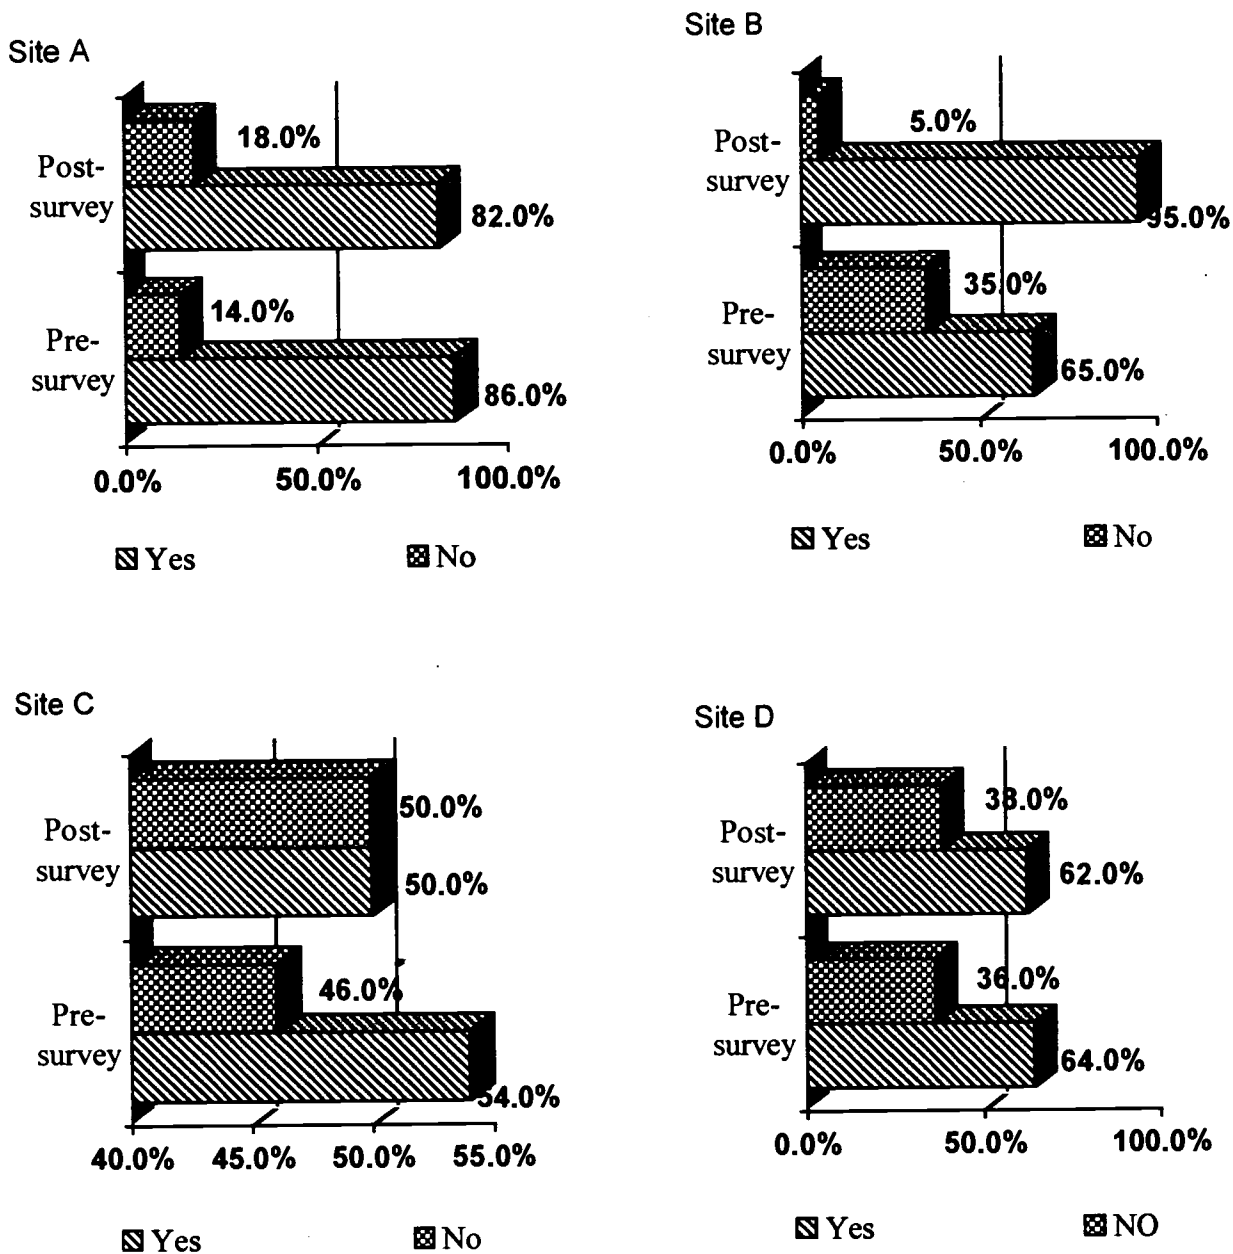 Site A
18.0%
Post-
survey
82.0%
14.0%
Pre-
survey
86.0%
0.0% 50.0% 100.0%
Yes No
Site B
5.0%
Post-
survey
95.0%
35.0%
Pre-
survey
65.0%
0.0% 50.0% 100.0%
Yes No
Site C
50.0%
Post-
survey
50.0%
46.0%
Pre-
survey
54.0%
40.0% 45.0% 50.0% 55.0%
Yes No
Site D
38.0%
Post-
survey
62.0%
36.0%
Pre-
survey
64.0%
0.0% 50.0% 100.0%
Yes NO